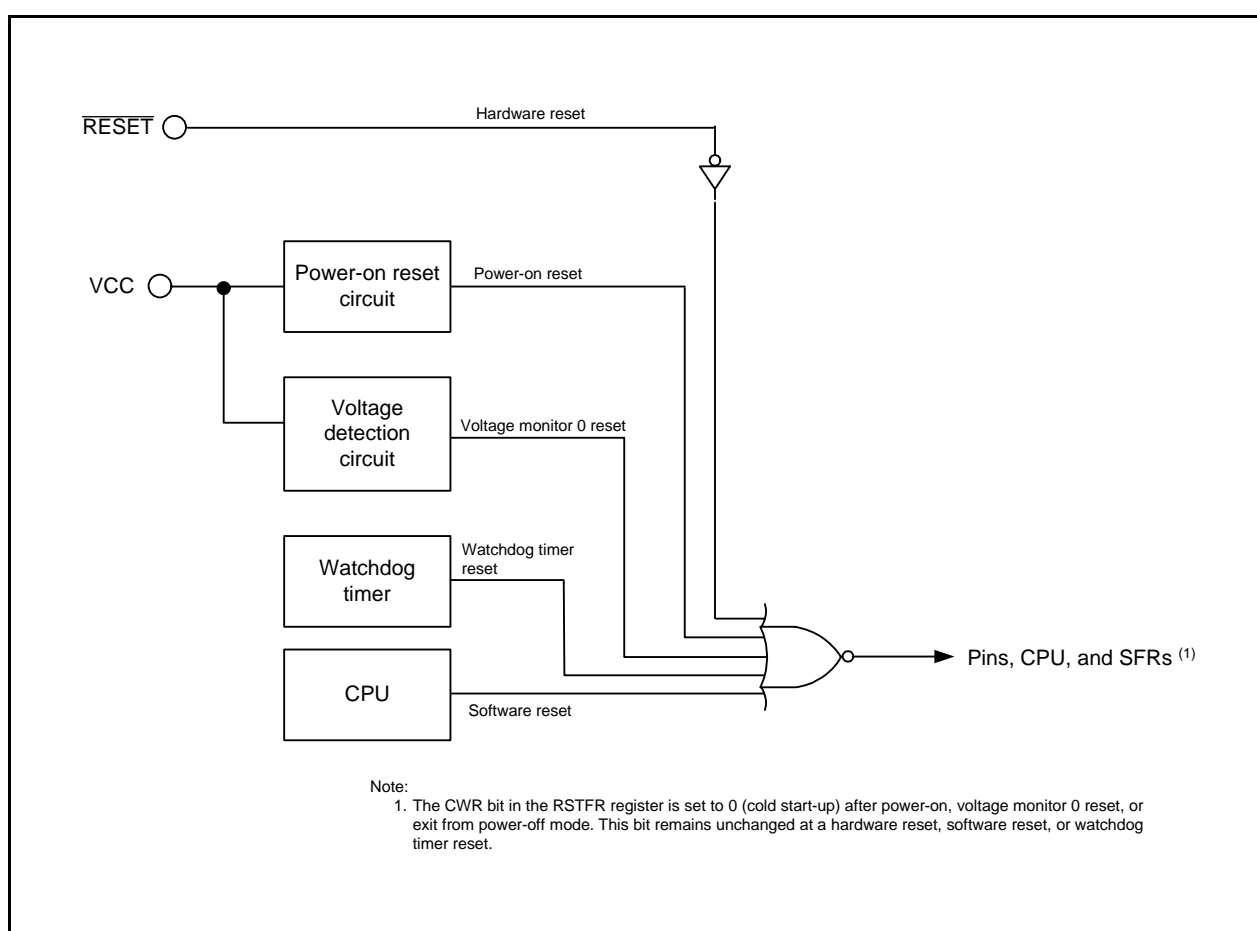 Hardware reset
RESET
Power-on reset
circuit
Power-on reset
VCC
Voltage
detection
circuit
Voltage monitor 0 reset
Watchdog
timer
Watchdog timer
reset
CPU
Software reset
Pins, CPU, and SFRs (1)
Note:
1. The CWR bit in the RSTFR register is set to 0 (cold start-up) after power-on, voltage monitor 0 reset, or
exit from power-off mode. This bit remains unchanged at a hardware reset, software reset, or watchdog
timer reset.